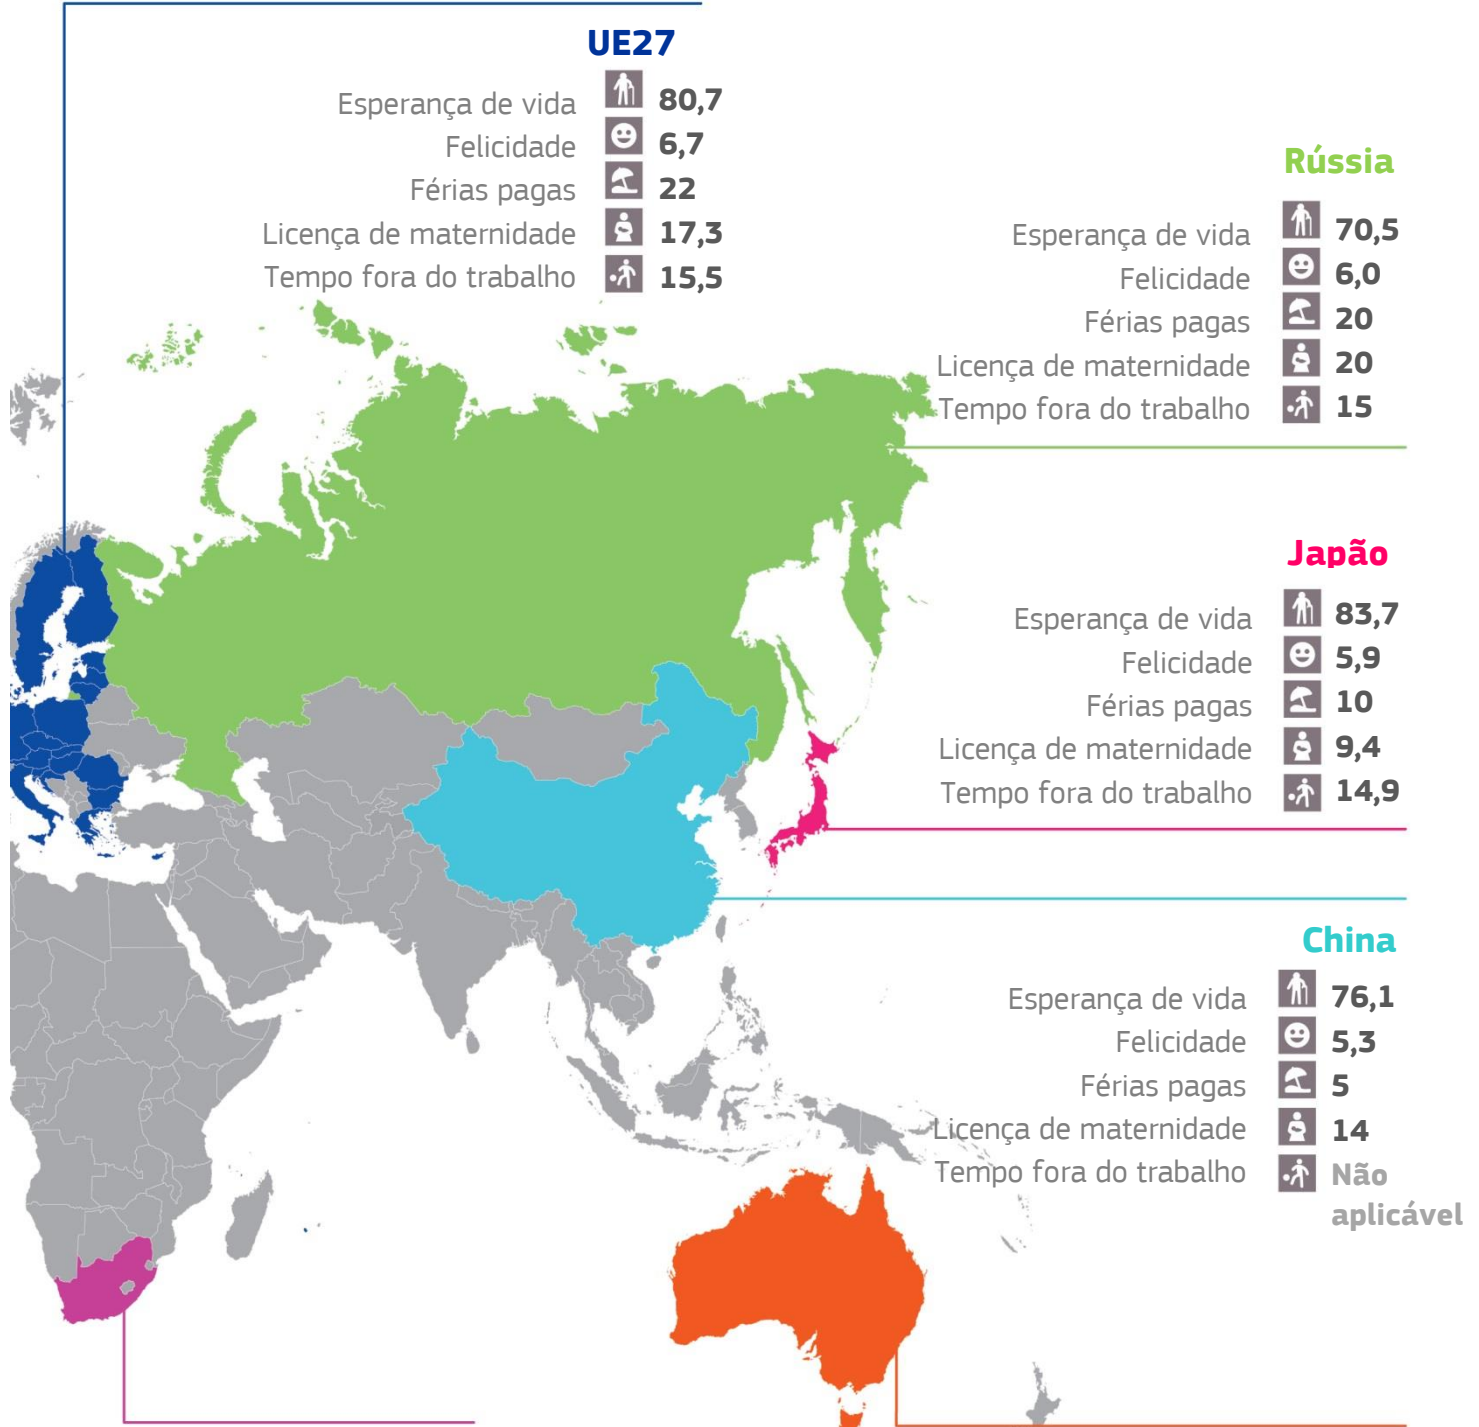 UE27
Esperança de vida 80,7
Felicidade 6,7
Férias pagas 22
Licença de maternidade 17,3
Tempo fora do trabalho 15,5
Rússia
Esperança de vida 70,5
Felicidade 6,0
Férias pagas 20
Licença de maternidade 20
Tempo fora do trabalho 15
Japão
Esperança de vida 83,7
Felicidade 5,9
Férias pagas 10
Licença de maternidade 9,4
Tempo fora do trabalho 14,9
China
Esperança de vida 76,1
Felicidade 5,3
Férias pagas 5
Licença de maternidade 14
Tempo fora do trabalho Não
aplicável